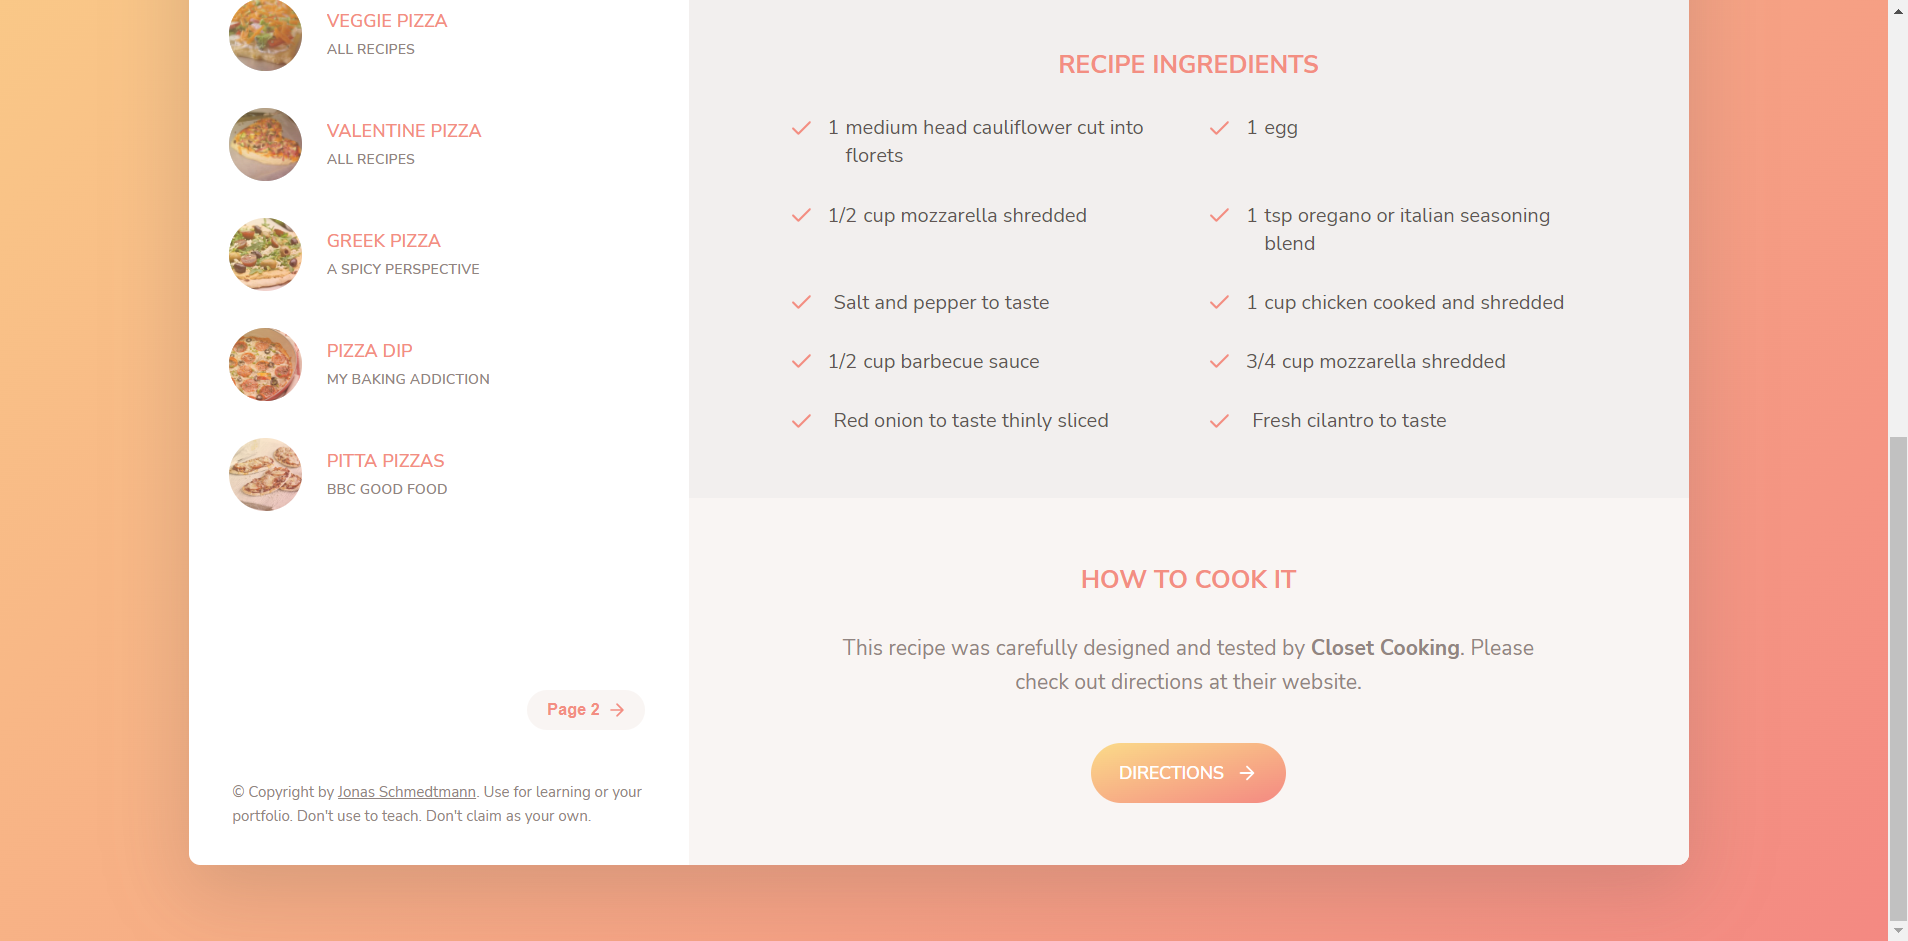 VEGGIE PIZZA
ALL RECIPES
VALENTINE PIZZA
ALL RECIPES
GREEK PIZZA
A SPICY PERSPECTIVE
PIZZA DIP
MY BAKING ADDICTION
PITTA PIZZAS
BBC GOOD FOOD
Page 2
© Copyright by Jonas Schmedtmann. Use for learning or your
portfolio. Don't use to teach. Don't claim as your own.
RECIPE INGREDIENTS
1 medium head cauliflower cut into
florets
1 egg
1/2 cup mozzarella shredded
1 tsp oregano or italian seasoning
blend
Salt and pepper to taste
1 cup chicken cooked and shredded
1/2 cup barbecue sauce
3/4 cup mozzarella shredded
Red onion to taste thinly sliced
Fresh cilantro to taste
HOW TO COOK IT
This recipe was carefully designed and tested by Closet Cooking. Please
check out directions at their website.
DIRECTIONS